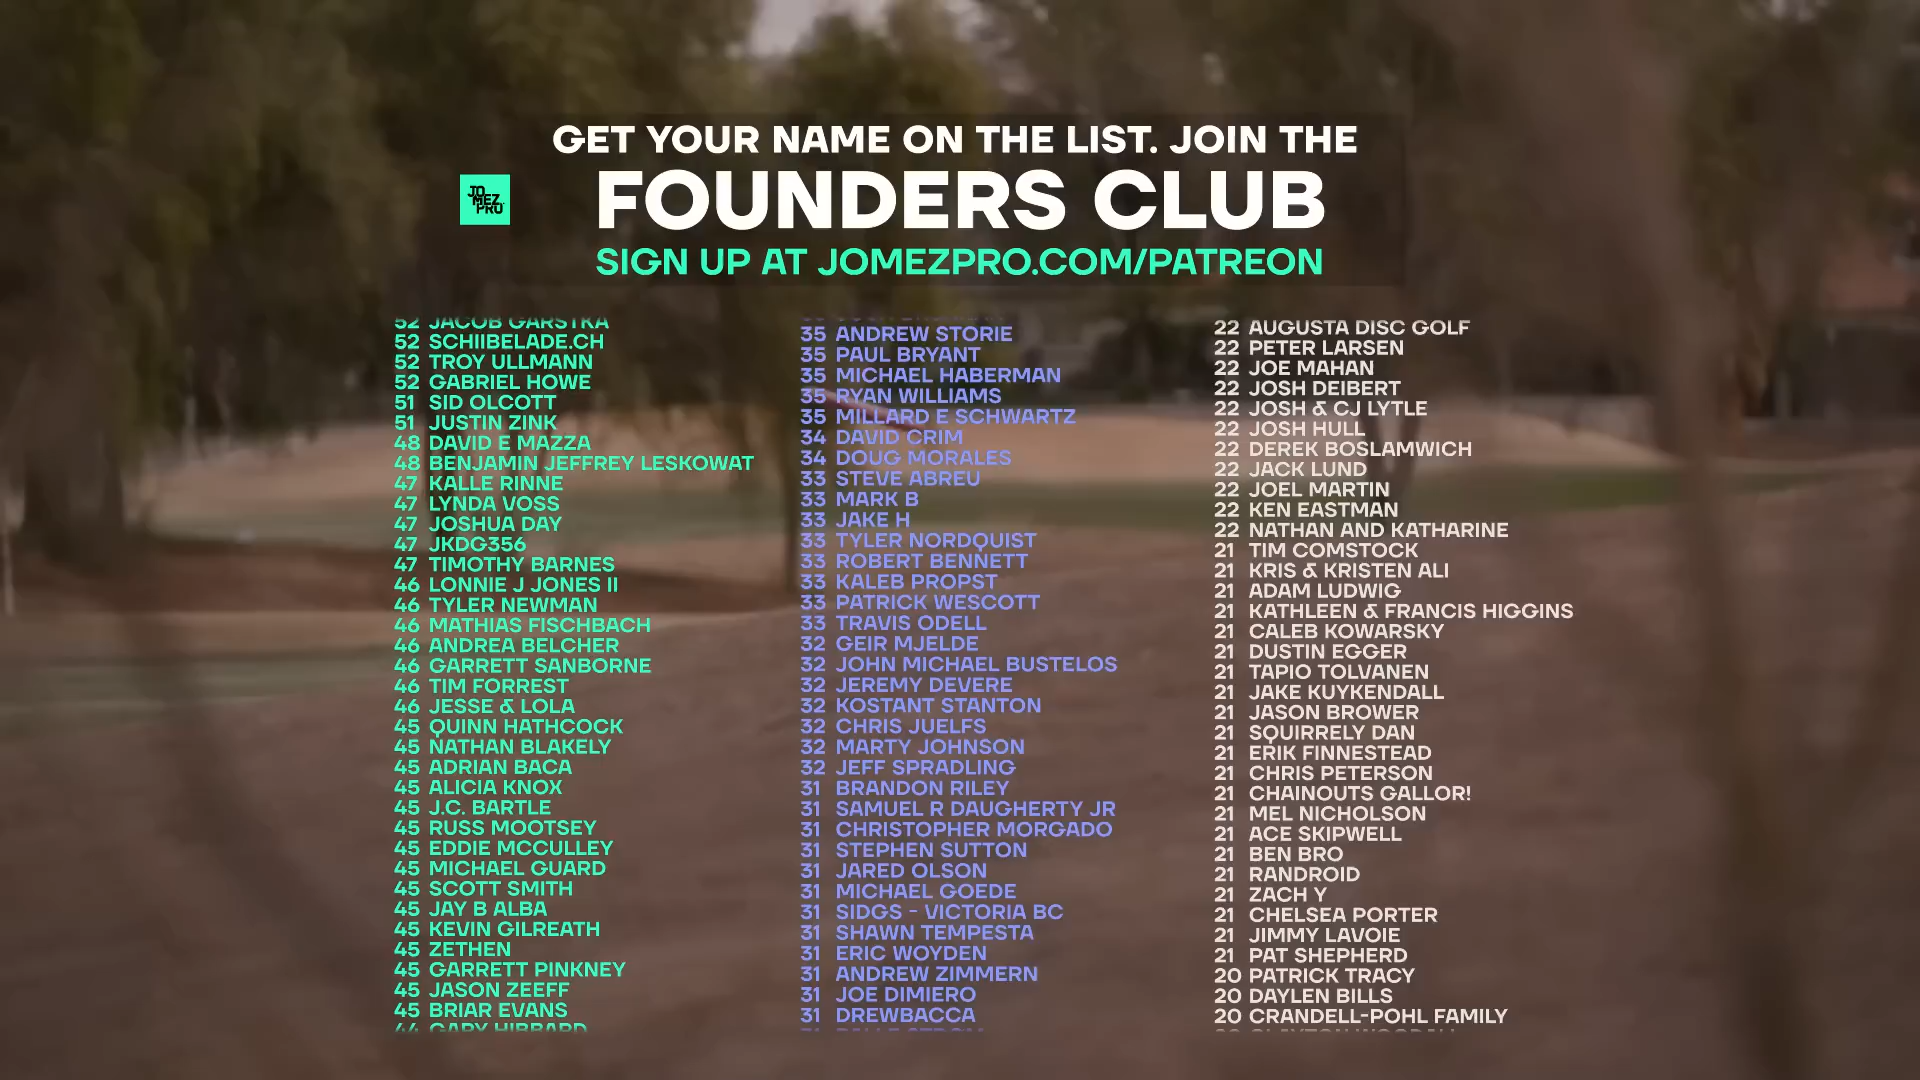 GET YOUR NAME ON THE LIST. JOIN THE
JO
MEZ
PRO
FOUNDERS CLUB
SIGN UP AT JOMEZPRO.COM/PATREON
52 JACOB GARSTKA
52 SCHIIBELADE.CH
52 TROY ULLMANN
52 GABRIEL HOWE
51 SID OLCOTT
51 JUSTIN ZINK
48 DAVID E MAZZA
48 BENJAMIN JEFFREY LESKOWAT
47 KALLE RINNE
47 LYNDA VOSS
47 JOSHUA DAY
47 JKDG356
47 TIMOTHY BARNES
46 LONNIE J JONES II
46 TYLER NEWMAN
46 MATHIAS FISCHBACH
46 ANDREA BELCHER
46 GARRETT SANBORNE
46 TIM FORREST
46 JESSE & LOLA
45 QUINN HATHCOCK
45 NATHAN BLAKELY
45 ADRIAN BACA
45 ALICIA KNOX
45 J.C. BARTLE
45 RUSS MOOTSEY
45 EDDIE MCCULLEY
45 MICHAEL GUARD
45 SCOTT SMITH
45 JAY B ALBA
45 KEVIN GILREATH
45 ZETHEN
45 GARRETT PINKNEY
45 JASON ZEEFF
45 BRIAR EVANS
44 GARY HIBBARD
35 ANDREW STORIE
35 PAUL BRYANT
35 MICHAEL HABERMAN
35 RYAN WILLIAMS
35 MILLARD E SCHWARTZ
34 DAVID CRIM
34 DOUG MORALES
33 STEVE ABREU
33 MARK B
33 JAKE H
33 TYLER NORDQUIST
33 ROBERT BENNETT
33 KALEB PROPST
33 PATRICK WESCOTT
33 TRAVIS ODELL
32 GEIR MJELDE
32 JOHN MICHAEL BUSTELOS
32 JEREMY DEVERE
32 KOSTANT STANTON
32 CHRIS JUELFS
32 MARTY JOHNSON
32 JEFF SPRADLING
31 BRANDON RILEY
31 SAMUEL R DAUGHERTY JR
31 CHRISTOPHER MORGADO
31 STEPHEN SUTTON
31 JARED OLSON
31 MICHAEL GOEDE
31 SIDGS - VICTORIA BC
31 SHAWN TEMPESTA
31 ERIC WOYDEN
31 ANDREW ZIMMERN
31 JOE DIMIERO
31 DREWBACCA
22 AUGUSTA DISC GOLF
22 PETER LARSEN
22 JOE MAHAN
22 JOSH DEIBERT
22 JOSH & CJ LYTLE
22 JOSH HULL
22 DEREK BOSLAMWICH
22 JACK LUND
22 JOEL MARTIN
22 KEN EASTMAN
22 NATHAN AND KATHARINE
21 TIM COMSTOCK
21 KRIS & KRISTEN ALI
21 ADAM LUDWIG
21 KATHLEEN & FRANCIS HIGGINS
21 CALEB KOWARSKY
21 DUSTIN EGGER
21 TAPIO TOLVANEN
21 JAKE KUYKENDALL
21 JASON BROWER
21 SQUIRRELY DAN
21 ERIK FINNESTEAD
21 CHRIS PETERSON
21 CHAINOUTS GALLOR!
21 MEL NICHOLSON
21 ACE SKIPWELL
21 BEN BRO
21 RANDROID
21 ZACH Y
21 CHELSEA PORTER
21 JIMMY LAVOIE
21 PAT SHEPHERD
20 PATRICK TRACY
20 DAYLEN BILLS
20 CRANDELL-POHL FAMILY